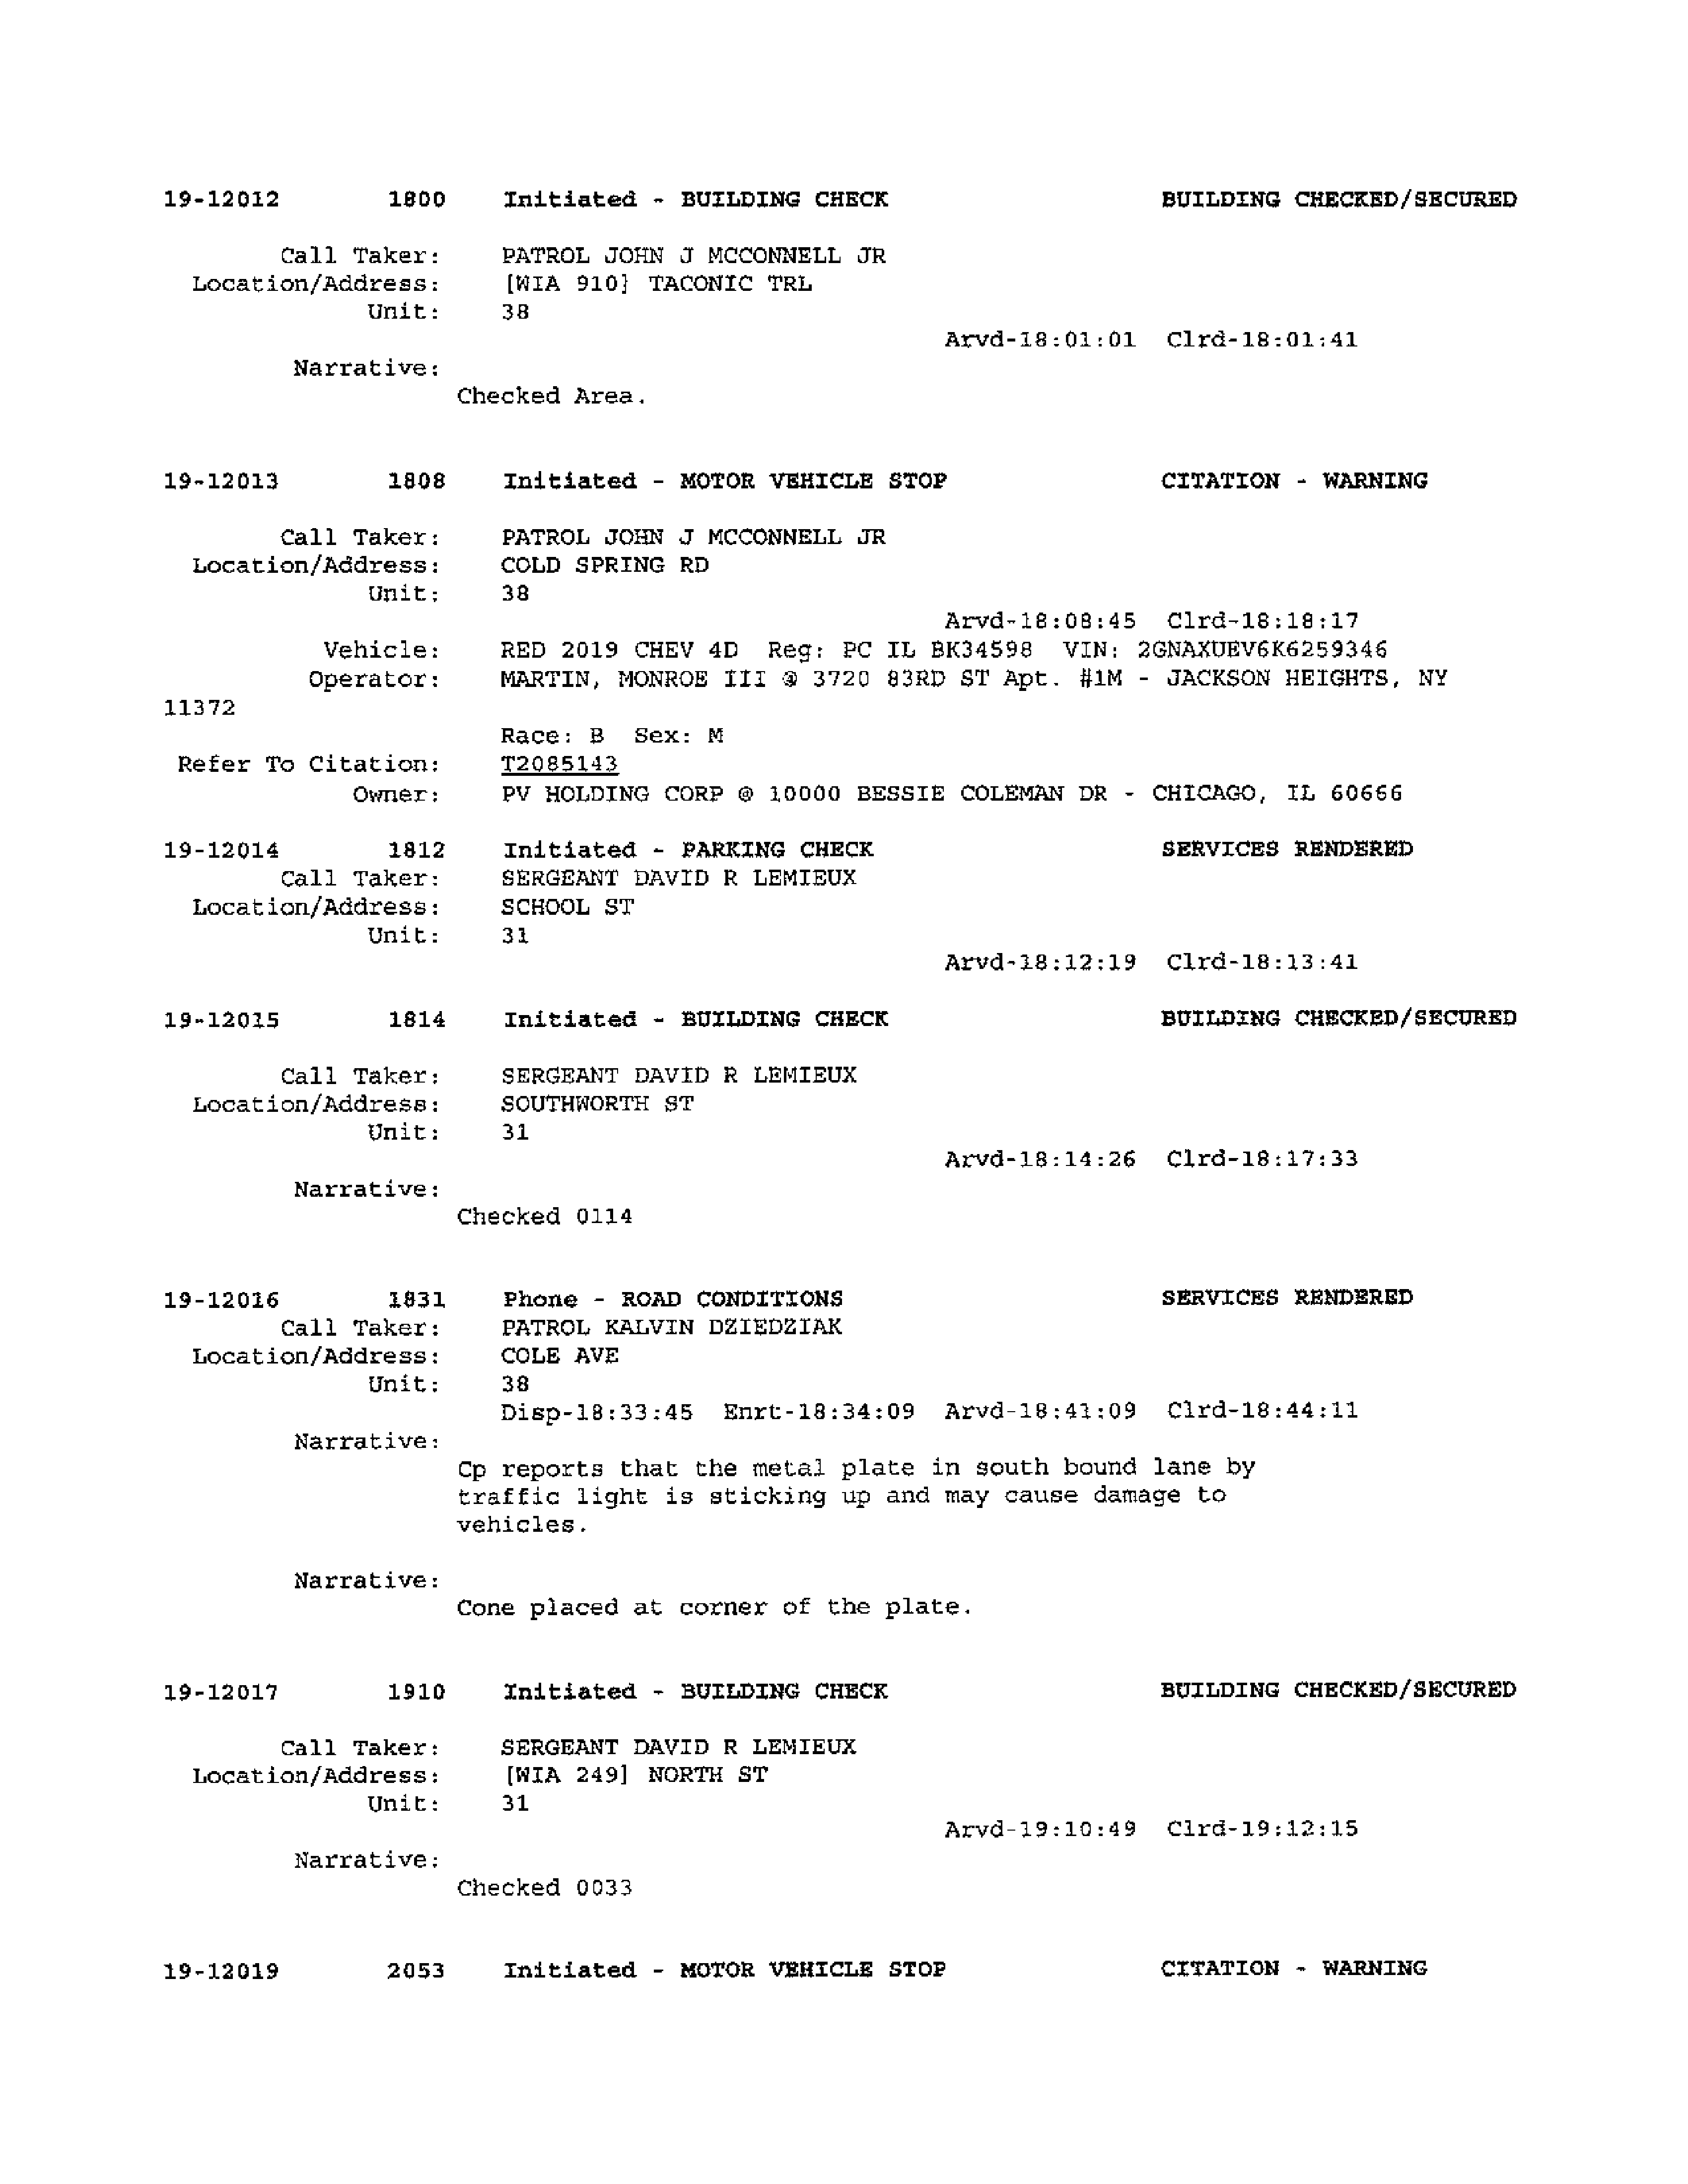 19-12012 1800 Initiated - BUILDING CHECK BUILDING CHECKED/SECURED
Call Taker: PATROL JOHN J MCCONNELL JR
Location/Address: [WIA 910] TACONIC TRL
Unit: 38
Arvd-18:01:01 Clrd-18:01:41
Narrative:
Checked Area.
19-12013 1808 Initiated - MOTOR VEHICLE STOP CITATION - WARNING
Call Taker: PATROL JOHN J MCCONNELL JR
Location/Address: COLD SPRING RD
Unit: 38
Arvd-18:08:45 Clrd-18:18:17
Vehicle: RED 2019 CHEV 4D Reg: PC IL BK34598 VIN: 2GNAXUEV6K6259346
Operator: MARTIN, MONROE III @ 3720 83RD ST Apt. #1M - JACKSON HEIGHTS, NY
11372
Race: B Sex: M
Refer To Citation: T2085143
Owner: PV HOLDING CORP @ 10000 BESSIE COLEMAN DR - CHICAGO, IL 60666
19-12014 1812 Initiated - PARKING CHECK SERVICES RENDERED
Call Taker: SERGEANT DAVID R LEMIEUX
Location/Address: SCHOOL ST
Unit: 31
Arvd-18:12:19 Clrd-18:13:41
19-12015 1814 Initiated - BUILDING CHECK BUILDING CHECKED/SECURED
Call Taker: SERGEANT DAVID R LEMIEUX
Location/Address: SOUTHWORTH ST
Unit: 31
Arvd-18:14:26 Clrd-18:17:33
Narrative:
Checked 0114
19-12016 1831 Phone - ROAD CONDITIONS SERVICES RENDERED
Call Taker: PATROL KALVIN DZIEDZIAK
Location/Address: COLE AVE
Unit: 38
Disp-18:33:45 Enrt-18:34:09 Arvd-18:41:09 Clrd-18:44:11
Narrative:
Cp reports that the metal plate in south bound lane by
traffic light is sticking up and may cause damage to
vehicles.
Narrative:
Cone placed at corner of the plate.
19-12017 1910 Initiated - BUILDING CHECK BUILDING CHECKED/SECURED
Call Taker: SERGEANT DAVID R LEMIEUX
Location/Address: [WIA 249] NORTH ST
Unit: 31
Arvd-19:10:49 Clrd-19:12:15
Narrative:
Checked 0033
19-12019 2053 Initiated - MOTOR VEHICLE STOP CITATION - WARNING